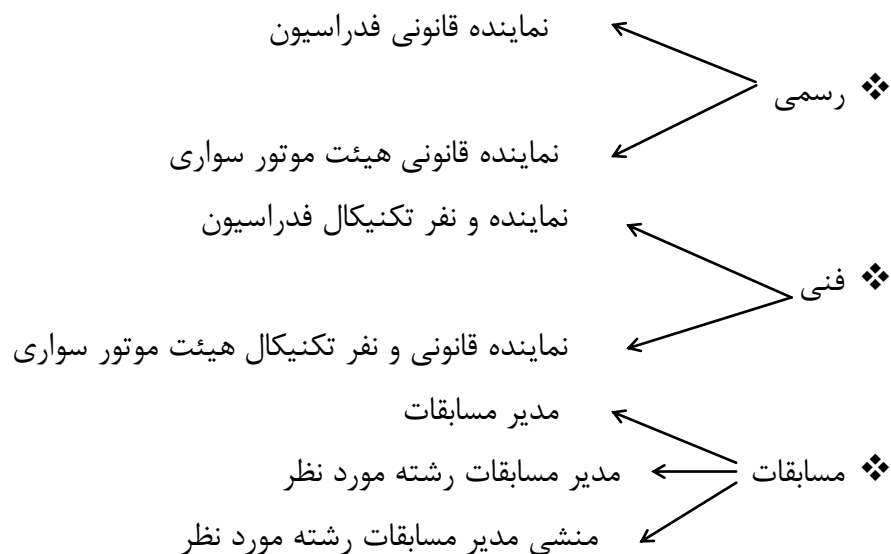 نماینده قانونی فدراسیون
❖ رسمی
نماینده قانونی هیئت موتور سواری
نماینده و نفر تکنیکال فدراسیون
❖ فنی
نماینده قانونی و نفر تکنیکال هیئت موتور سواری
مدیر مسابقات
❖ مسابقات
مدیر مسابقات رشته مورد نظر
منشی مدیر مسابقات رشته مورد نظر